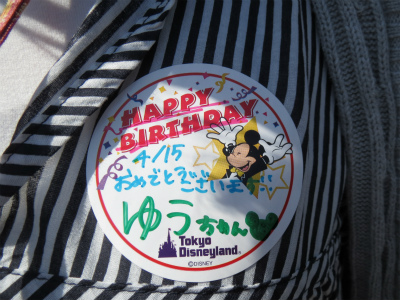 HAPPY
BIRTHDAY
4/15
おめでとう
ございます!!
ゆうちゃん
Tokyo
Disneyland
©DISNEY